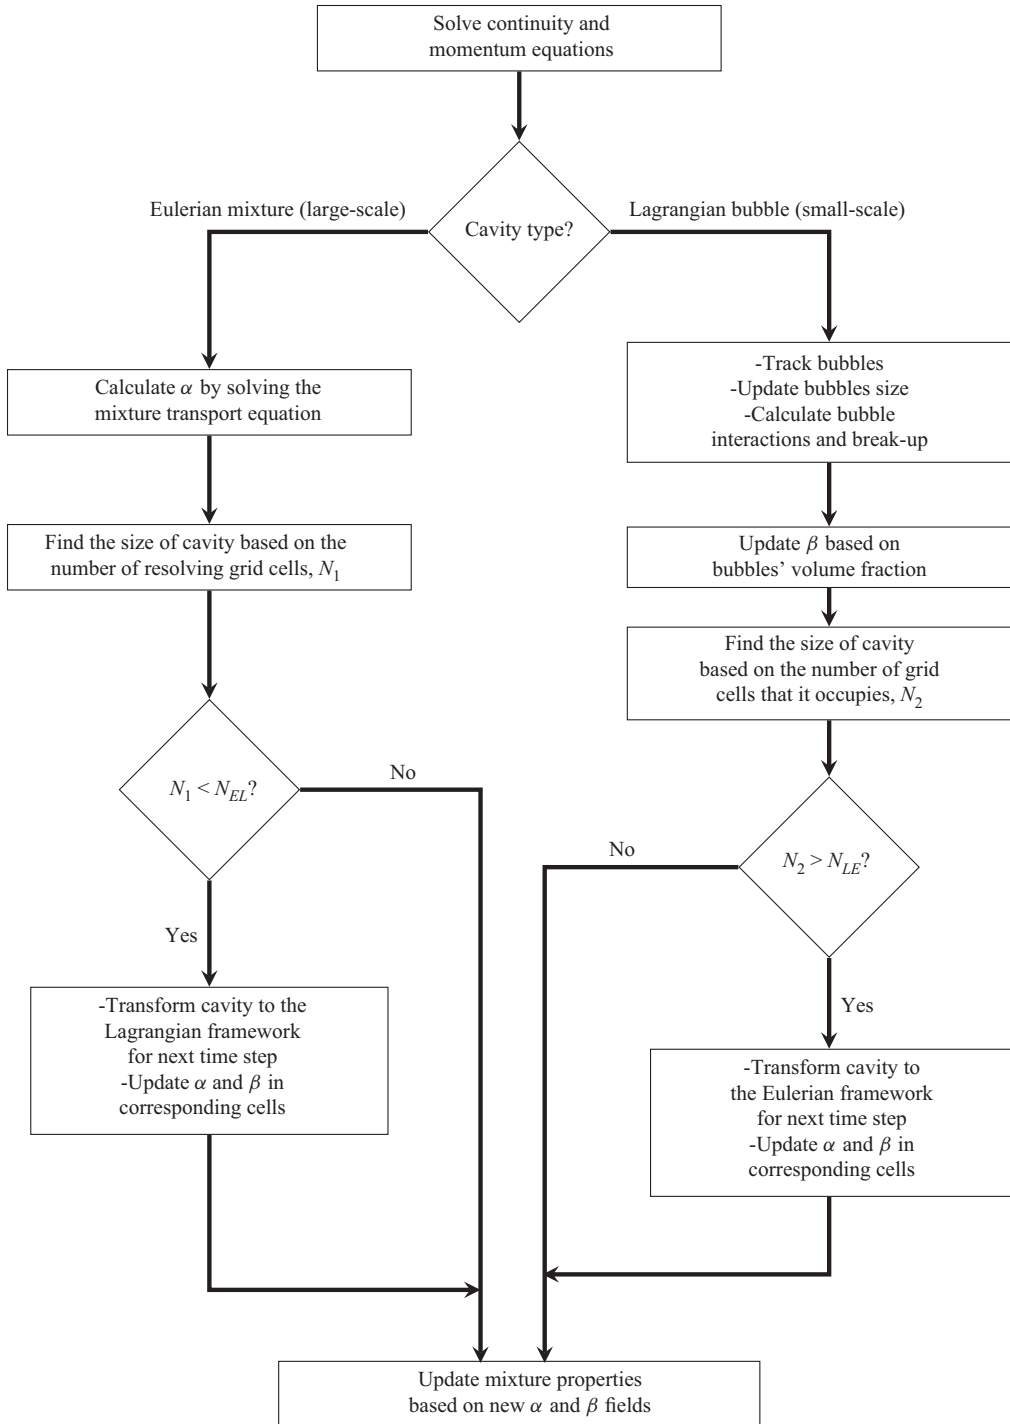 Solve continuity and
momentum equations
Eulerian mixture (large-scale)
Lagrangian bubble (small-scale)
Cavity type?
Calculate α by solving the
mixture transport equation
-Track bubbles
-Update bubbles size
-Calculate bubble
interactions and break-up
Find the size of cavity based on the
number of resolving grid cells, N₁
Update β based on
bubbles’ volume fraction
Find the size of cavity
based on the number of grid
cells that it occupies, N₂
N₁ < N_EL?
No
N₂ > N_LE?
No
Yes
-Transform cavity to the
Lagrangian framework
for next time step
-Update α and β in
corresponding cells
Yes
-Transform cavity to
the Eulerian framework
for next time step
-Update α and β in
corresponding cells
Update mixture properties
based on new α and β fields